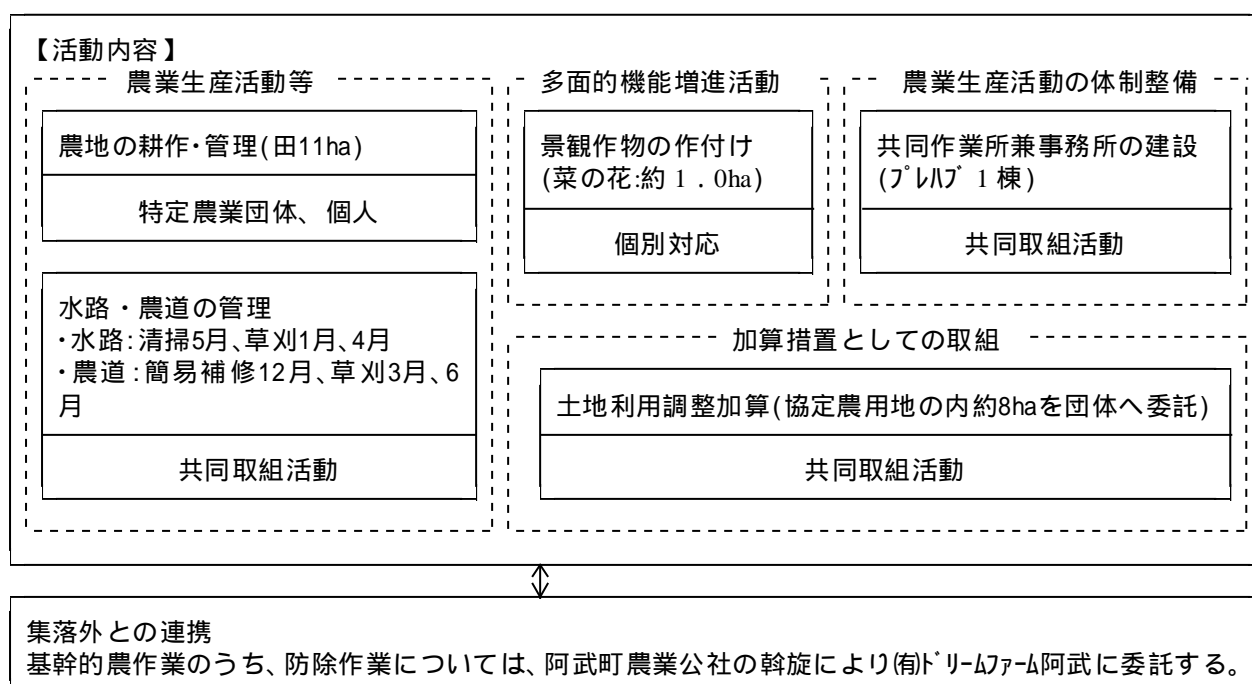 【活動内容】
農業生産活動等
農地の耕作・管理(田11ha)
特定農業団体、個人
水路・農道の管理
・水路:清掃5月、草刈1月、4月
・農道:簡易補修12月、草刈3月、6
月
共同取組活動
多面的機能増進活動
景観作物の作付け
(菜の花:約1.0ha)
個別対応
農業生産活動の体制整備
共同作業所兼事務所の建設
(ﾌﾟﾚﾊﾌﾞ1棟)
共同取組活動
加算措置としての取組
土地利用調整加算(協定農用地の内約8haを団体へ委託)
共同取組活動
集落外との連携
基幹的農作業のうち、防除作業については、阿武町農業公社の斡旋により㈲ﾄﾞﾘｰﾑﾌｧｰﾑ阿武に委託する。